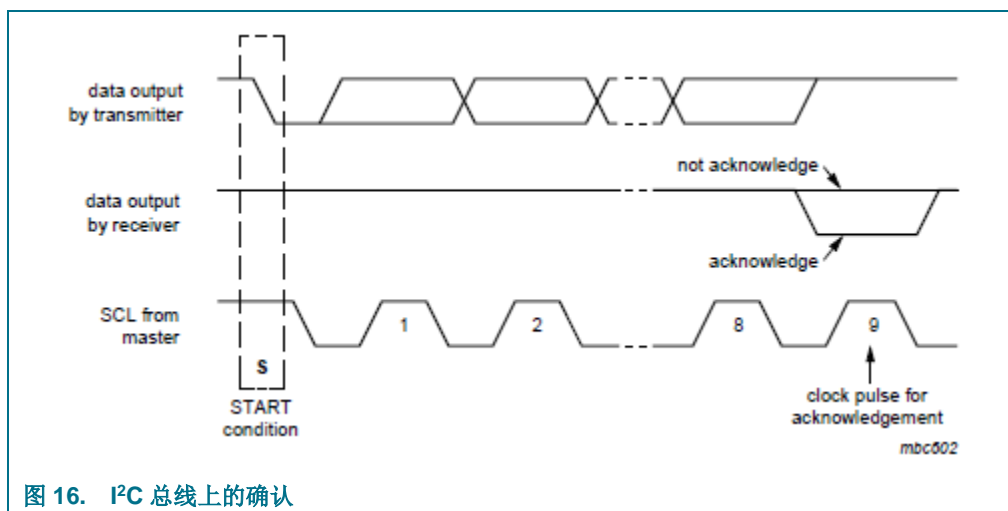 data output
by transmitter
not acknowledge
data output
by receiver
acknowledge
SCL from
master
1
2
8
9
S
START
condition
clock pulse for
acknowledgement
mbc602
图 16. I²C 总线上的确认